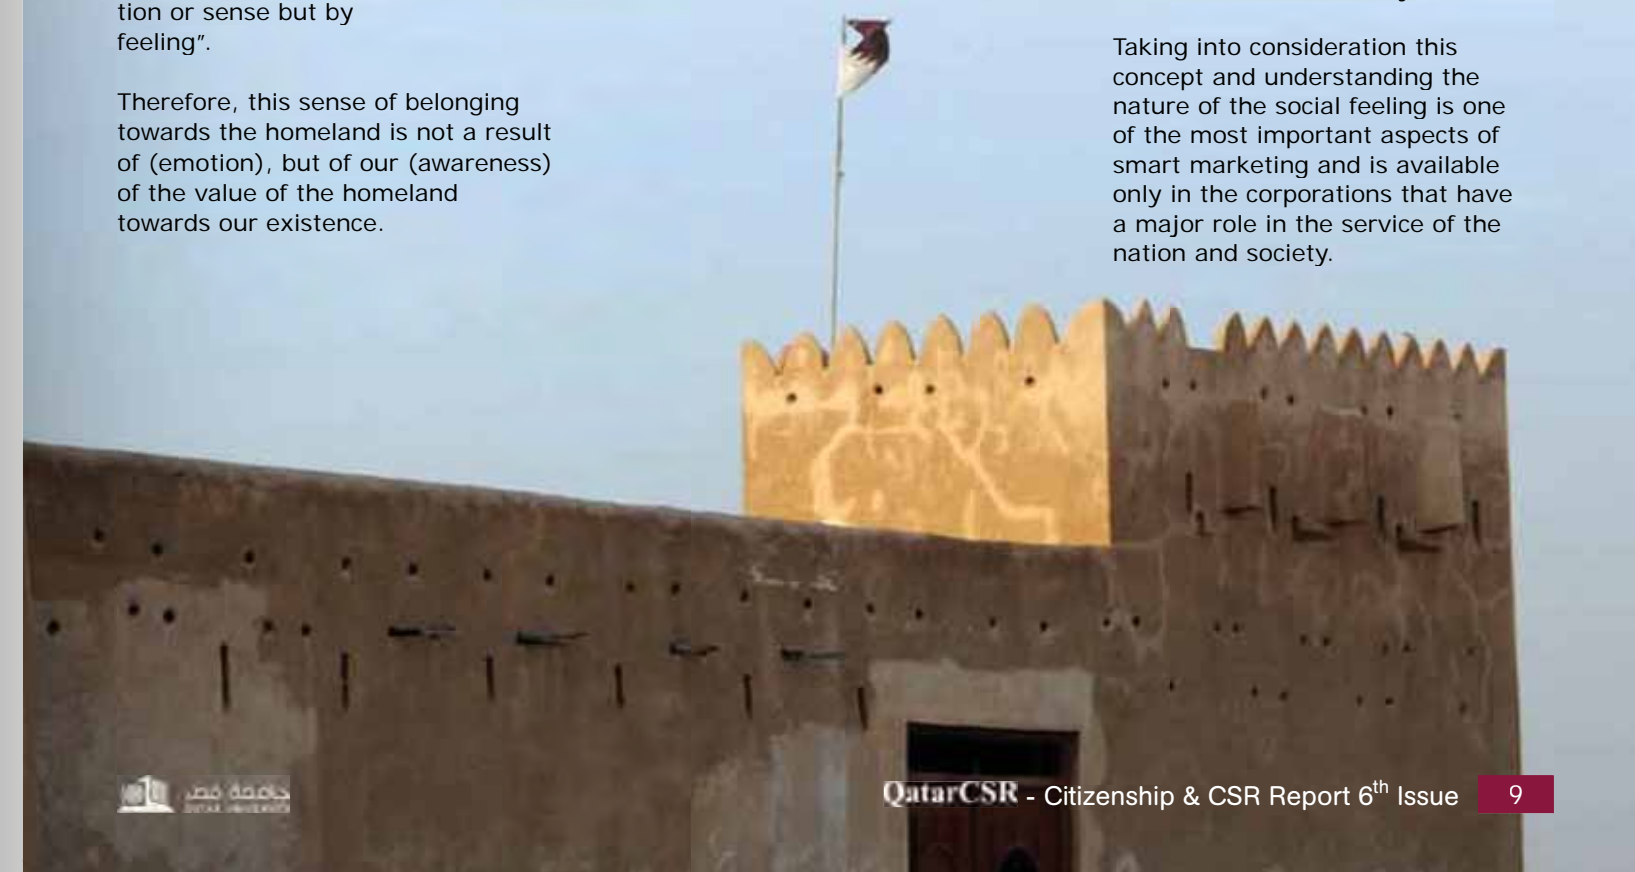 tion or sense but by
feeling”.
Therefore, this sense of belonging
towards the homeland is not a result
of (emotion), but of our (awareness)
of the value of the homeland
towards our existence.
Taking into consideration this
concept and understanding the
nature of the social feeling is one
of the most important aspects of
smart marketing and is available
only in the corporations that have
a major role in the service of the
nation and society.
جامعة قطر
QATAR UNIVERSITY
QatarCSR - Citizenship & CSR Report 6th Issue 9